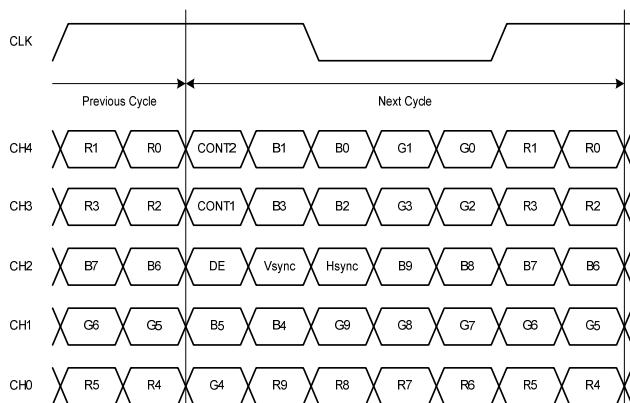 CLK
Previous Cycle Next Cycle
CH4 R1 R0 CONT2 B1 B0 G1 G0 R1 R0
CH3 R3 R2 CONT1 B3 B2 G3 G2 R3 R2
CH2 B7 B6 DE Vsync Hsync B9 B8 B7 B6
CH1 G6 G5 B5 B4 G9 G8 G7 G6 G5
CH0 R5 R4 G4 R9 R8 R7 R6 R5 R4